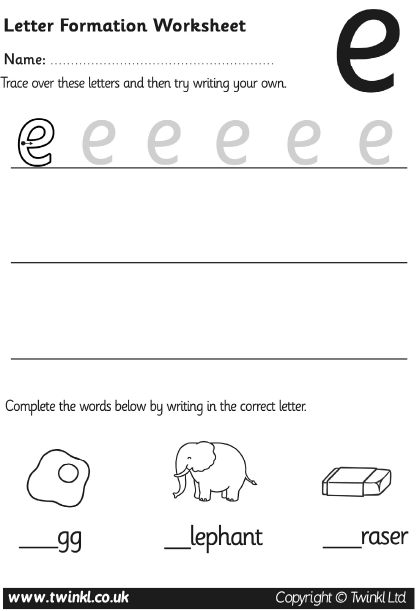 Letter Formation Worksheet
e
Name: ........................................................................
Trace over these letters and then try writing your own.
e e e e e e
Complete the words below by writing in the correct letter.
___gg __lephant ___raser
www.twinkl.co.uk Copyright © Twinkl Ltd.